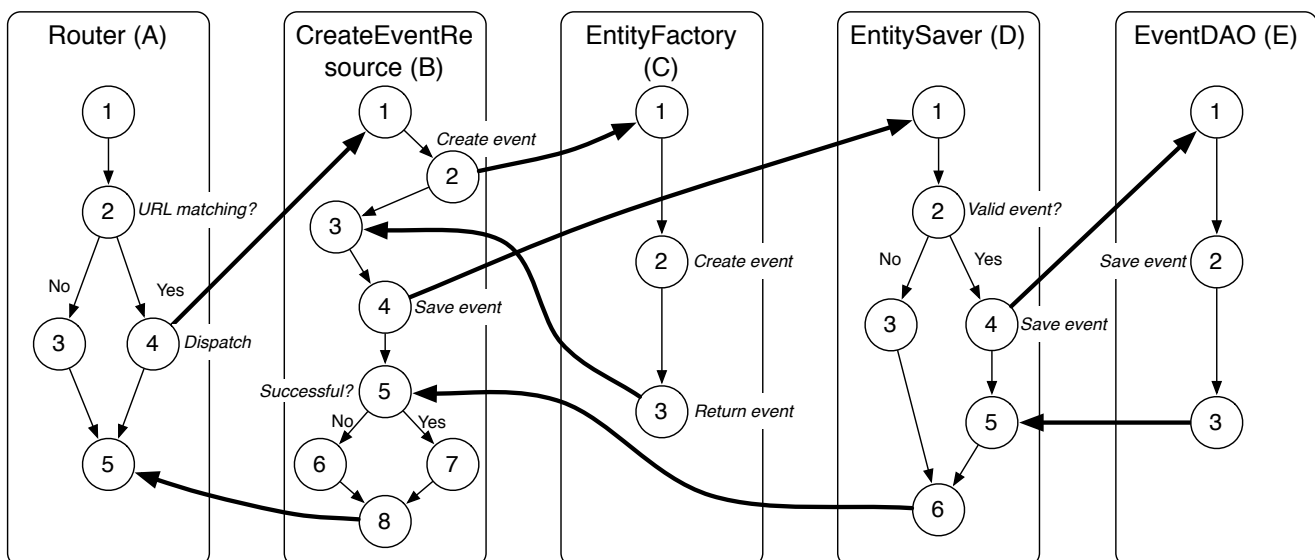 Router (A)
1
2
URL matching?
No
Yes
3
4
Dispatch
5
CreateEventRe
source (B)
1
Create event
2
3
4
Save event
Successful?
5
No
Yes
6
7
8
EntityFactory
(C)
1
2
Create event
3
Return event
EntitySaver (D)
1
2
Valid event?
No
Yes
3
4
Save event
5
6
EventDAO (E)
1
Save event
2
3